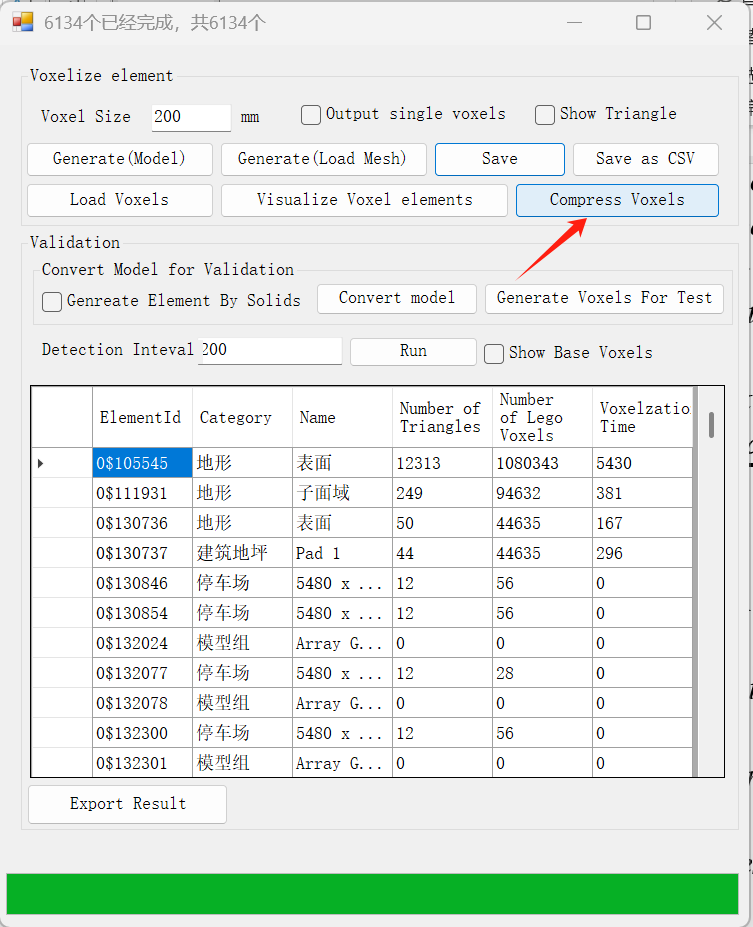 6134个已经完成，共6134个
Voxelize element
Voxel Size 200 mm Output single voxels Show Triangle
Generate(Model) Generate(Load Mesh) Save Save as CSV
Load Voxels Visualize Voxel elements Compress Voxels
Validation
Convert Model for Validation
Genreate Element By Solids Convert model Generate Voxels For Test
Detection Inteval 200 Run Show Base Voxels
ElementId Category Name Number of Triangles Number of Lego Voxels Voxelzatio Time
0$105545 地形 表面 12313 1080343 5430
0$111931 地形 子面域 249 94632 381
0$130736 地形 表面 50 44635 167
0$130737 建筑地坪 Pad 1 44 44635 296
0$130846 停车场 5480 x ... 12 56 0
0$130854 停车场 5480 x ... 12 56 0
0$132024 模型组 Array G... 0 0 0
0$132077 停车场 5480 x ... 12 28 0
0$132078 模型组 Array G... 0 0 0
0$132300 停车场 5480 x ... 12 56 0
0$132301 模型组 Array G... 0 0 0
Export Result